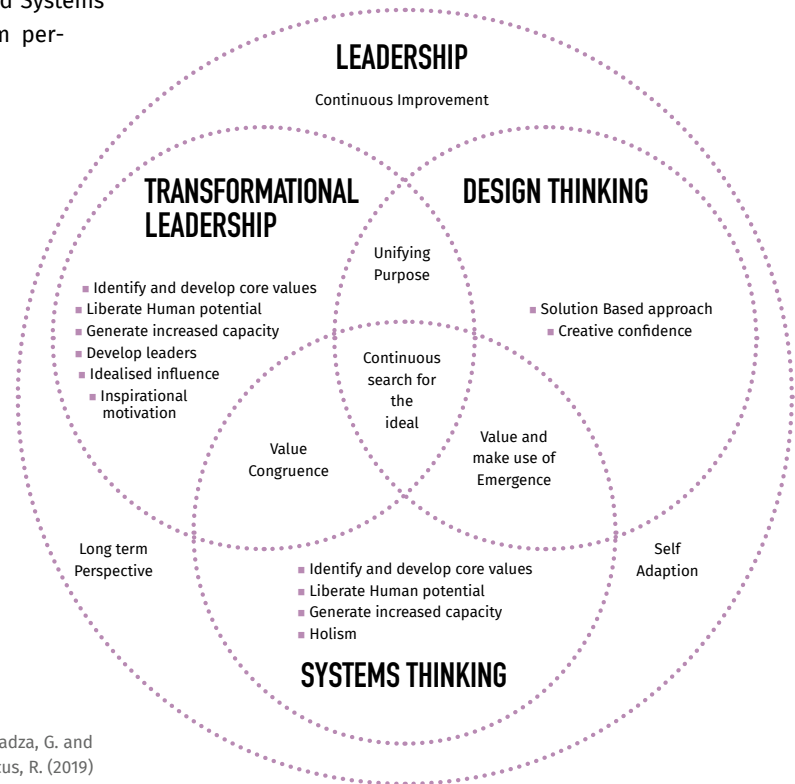 d Systems
m per-
LEADERSHIP
Continuous Improvement
TRANSFORMATIONAL
LEADERSHIP
DESIGN THINKING
Unifying
Purpose
■ Identify and develop core values
■ Liberate Human potential
■ Generate increased capacity
■ Develop leaders
■ Idealised influence
■ Inspirational
motivation
■ Solution Based approach
■ Creative confidence
Continuous
search for
the
ideal
Value
Congruence
Value and
make use of
Emergence
Long term
Perspective
Self
Adaption
■ Identify and develop core values
■ Liberate Human potential
■ Generate increased capacity
■ Holism
SYSTEMS THINKING
adza, G. and
cus, R. (2019)